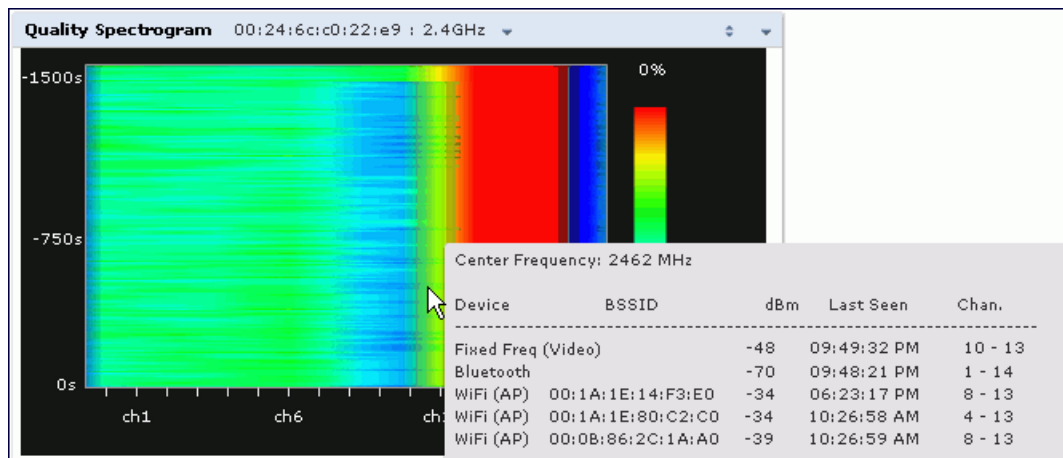 Quality Spectrogram 00:24:6c:c0:22:e9 : 2.4GHz
-1500s
0%
-750s
0s
ch1 ch6
Center Frequency: 2462 MHz
Device BSSID dBm Last Seen Chan.
Fixed Freq (Video) -48 09:49:32 PM 10 - 13
Bluetooth -70 09:48:21 PM 1 - 14
WiFi (AP) 00:1A:1E:14:F3:E0 -34 06:23:17 PM 8 - 13
WiFi (AP) 00:1A:1E:80:C2:C0 -34 10:26:58 AM 4 - 13
WiFi (AP) 00:0B:86:2C:1A:A0 -39 10:26:59 AM 8 - 13